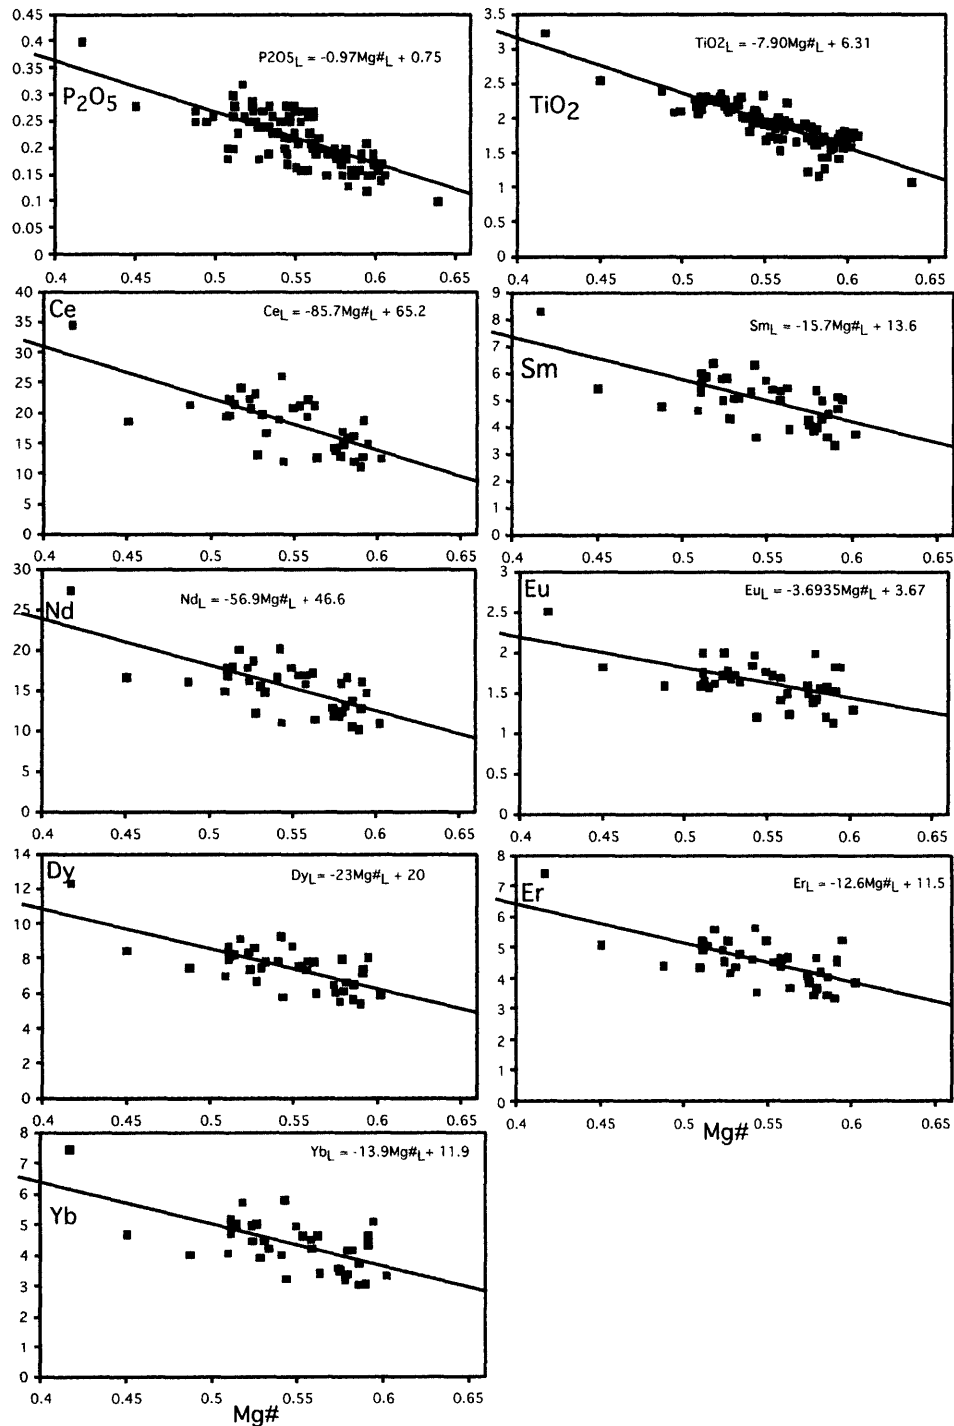 P2O5L = -0.97Mg#L + 0.75
P2O5
0.45
0.4
0.35
0.3
0.25
0.2
0.15
0.1
0.05
0
0.4 0.45 0.5 0.55 0.6 0.65
TiO2L = -7.90Mg#L + 6.31
TiO2
3.5
3
2.5
2
1.5
1
0.5
0
0.4 0.45 0.5 0.55 0.6 0.65
Ce
CeL = -85.7Mg#L + 65.2
40
35
30
25
20
15
10
5
0
0.4 0.45 0.5 0.55 0.6 0.65
SmL = -15.7Mg#L + 13.6
Sm
9
8
7
6
5
4
3
2
1
0
0.4 0.45 0.5 0.55 0.6 0.65
NdL = -56.9Mg#L + 46.6
Nd
30
25
20
15
10
5
0
0.4 0.45 0.5 0.55 0.6 0.65
Eu
EuL = -3.6935Mg#L + 3.67
3
2.5
2
1.5
1
0.5
0
0.4 0.45 0.5 0.55 0.6 0.65
Dy
DyL = -23Mg#L + 20
14
12
10
8
6
4
2
0
0.4 0.45 0.5 0.55 0.6 0.65
Er
ErL = -12.6Mg#L + 11.5
8
7
6
5
4
3
2
1
0
0.4 0.45 0.5 0.55 0.6 0.65
Mg#
YbL = -13.9Mg#L + 11.9
Yb
8
7
6
5
4
3
2
1
0
0.4 0.45 0.5 0.55 0.6 0.65
Mg#